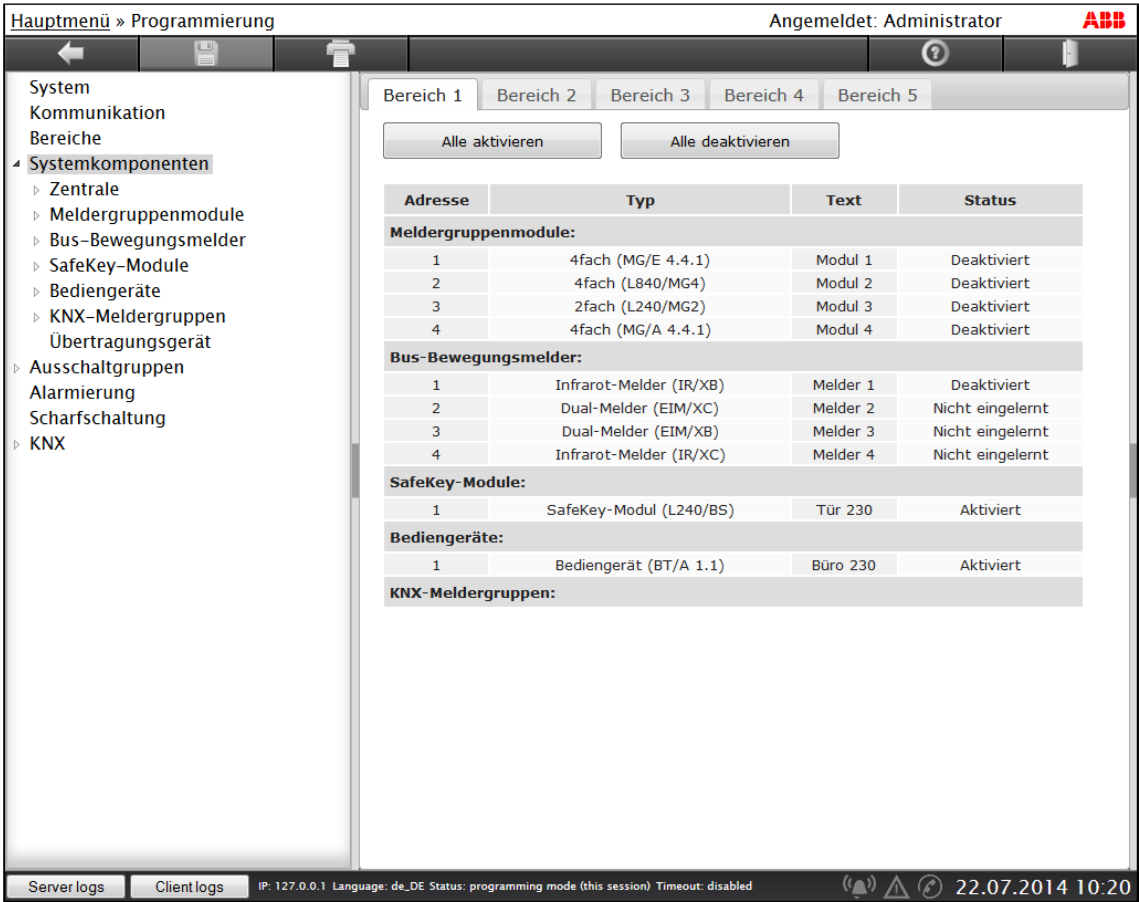 Hauptmenü » Programmierung Angemeldet: Administrator ABB
System
Kommunikation
Bereiche
Systemkomponenten
Zentrale
Meldergruppenmodule
Bus-Bewegungsmelder
SafeKey-Module
Bediengeräte
KNX-Meldergruppen
Übertragungsgerät
Ausschaltgruppen
Alarmierung
Scharfschaltung
KNX
Bereich 1 Bereich 2 Bereich 3 Bereich 4 Bereich 5
Alle aktivieren Alle deaktivieren
Adresse Typ Text Status
Meldergruppenmodule:
1 4fach (MG/E 4.4.1) Modul 1 Deaktiviert
2 4fach (L840/MG4) Modul 2 Deaktiviert
3 2fach (L240/MG2) Modul 3 Deaktiviert
4 4fach (MG/A 4.4.1) Modul 4 Deaktiviert
Bus-Bewegungsmelder:
1 Infrarot-Melder (IR/XB) Melder 1 Deaktiviert
2 Dual-Melder (EIM/XC) Melder 2 Nicht eingelernt
3 Dual-Melder (EIM/XB) Melder 3 Nicht eingelernt
4 Infrarot-Melder (IR/XC) Melder 4 Nicht eingelernt
SafeKey-Module:
1 SafeKey-Modul (L240/BS) Tür 230 Aktiviert
Bediengeräte:
1 Bediengerät (BT/A 1.1) Büro 230 Aktiviert
KNX-Meldergruppen:
Server logs Client logs IP: 127.0.0.1 Language: de_DE Status: programming mode (this session) Timeout: disabled 22.07.2014 10:20